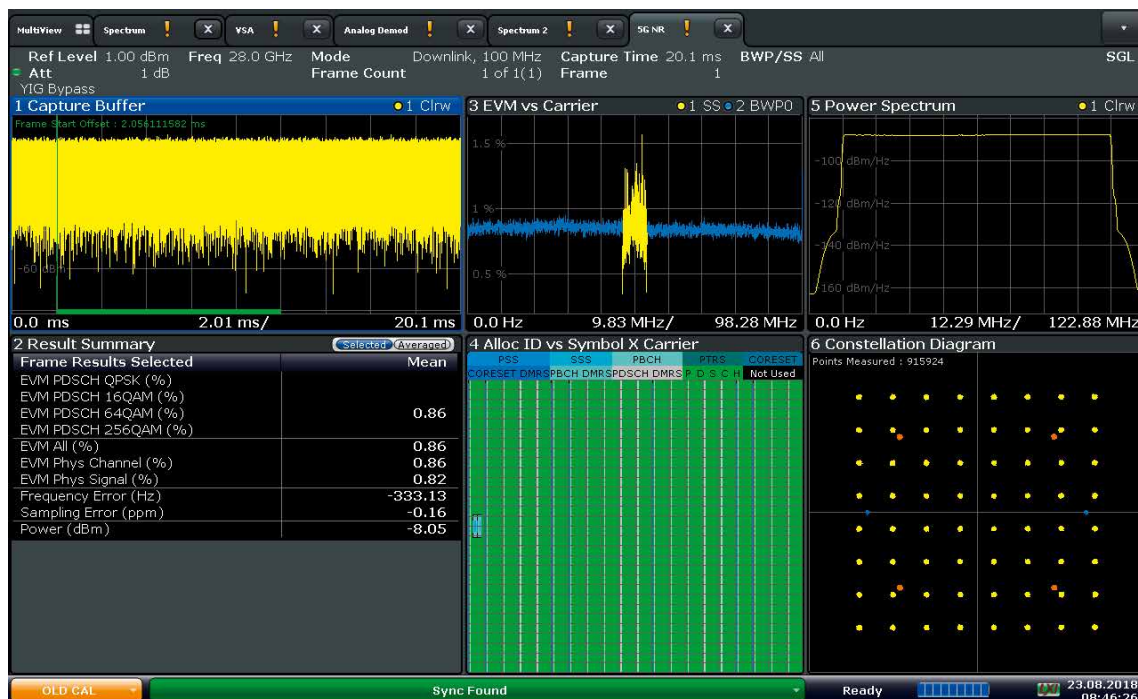 MultiView Spectrum ! X VSA ! X Analog Demod ! X Spectrum 2 ! X 5G NR ! X
Ref Level 1.00 dBm Freq 28.0 GHz Mode Downlink, 100 MHz Capture Time 20.1 ms BWP/SS All SGL
Att 1 dB Frame Count 1 of 1(1) Frame 1
YIG Bypass
1 Capture Buffer 1 Clrw
Frame Start Offset : 2.056111582 ms
-60 dBm
0.0 ms 2.01 ms/ 20.1 ms
3 EVM vs Carrier 1 SS 2 BWP0
1.5 %
1 %
0.5 %
0.0 Hz 9.83 MHz/ 98.28 MHz
5 Power Spectrum 1 Clrw
-100 dBm/Hz
-120 dBm/Hz
-140 dBm/Hz
-160 dBm/Hz
0.0 Hz 12.29 MHz/ 122.88 MHz
2 Result Summary Selected Averaged
Frame Results Selected Mean
EVM PDSCH QPSK (%)
EVM PDSCH 16QAM (%)
EVM PDSCH 64QAM (%) 0.86
EVM PDSCH 256QAM (%)
EVM All (%) 0.86
EVM Phys Channel (%) 0.86
EVM Phys Signal (%) 0.82
Frequency Error (Hz) -333.13
Sampling Error (ppm) -0.16
Power (dBm) -8.05
4 Alloc ID vs Symbol X Carrier
PSS SSS PBCH PTRS CORESET
CORESET DMRS PBCH DMRS PDSCH DMRS P D S C H Not Used
6 Constellation Diagram
Points Measured : 915924
OLD CAL Sync Found Ready 23.08.2018
08:46:26